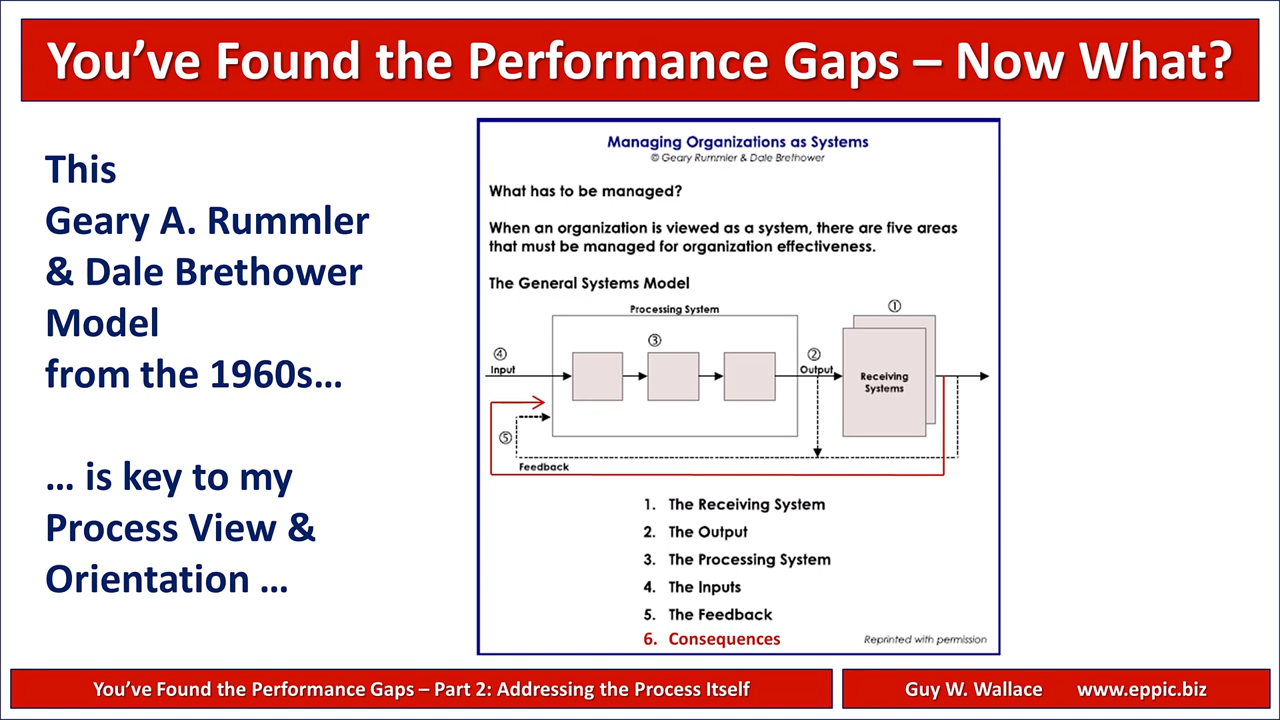 You've Found the Performance Gaps – Now What?
This
Geary A. Rummler
& Dale Brethower
Model
from the 1960s…
… is key to my
Process View &
Orientation …
Managing Organizations as Systems
© Geary Rummler & Dale Brethower
What has to be managed?
When an organization is viewed as a system, there are five areas
that must be managed for organization effectiveness.
The General Systems Model
Processing System
①
③
④
②
Input
Output
Receiving
Systems
⑤
Feedback
1. The Receiving System
2. The Output
3. The Processing System
4. The Inputs
5. The Feedback
6. Consequences
Reprinted with permission
You've Found the Performance Gaps – Part 2: Addressing the Process Itself
Guy W. Wallace www.eppic.biz